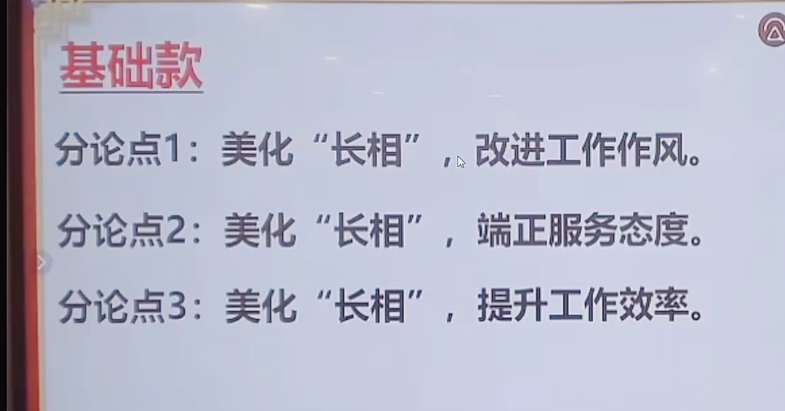 基础款
分论点1：美化“长相”，改进工作作风。
分论点2：美化“长相”，端正服务态度。
分论点3：美化“长相”，提升工作效率。